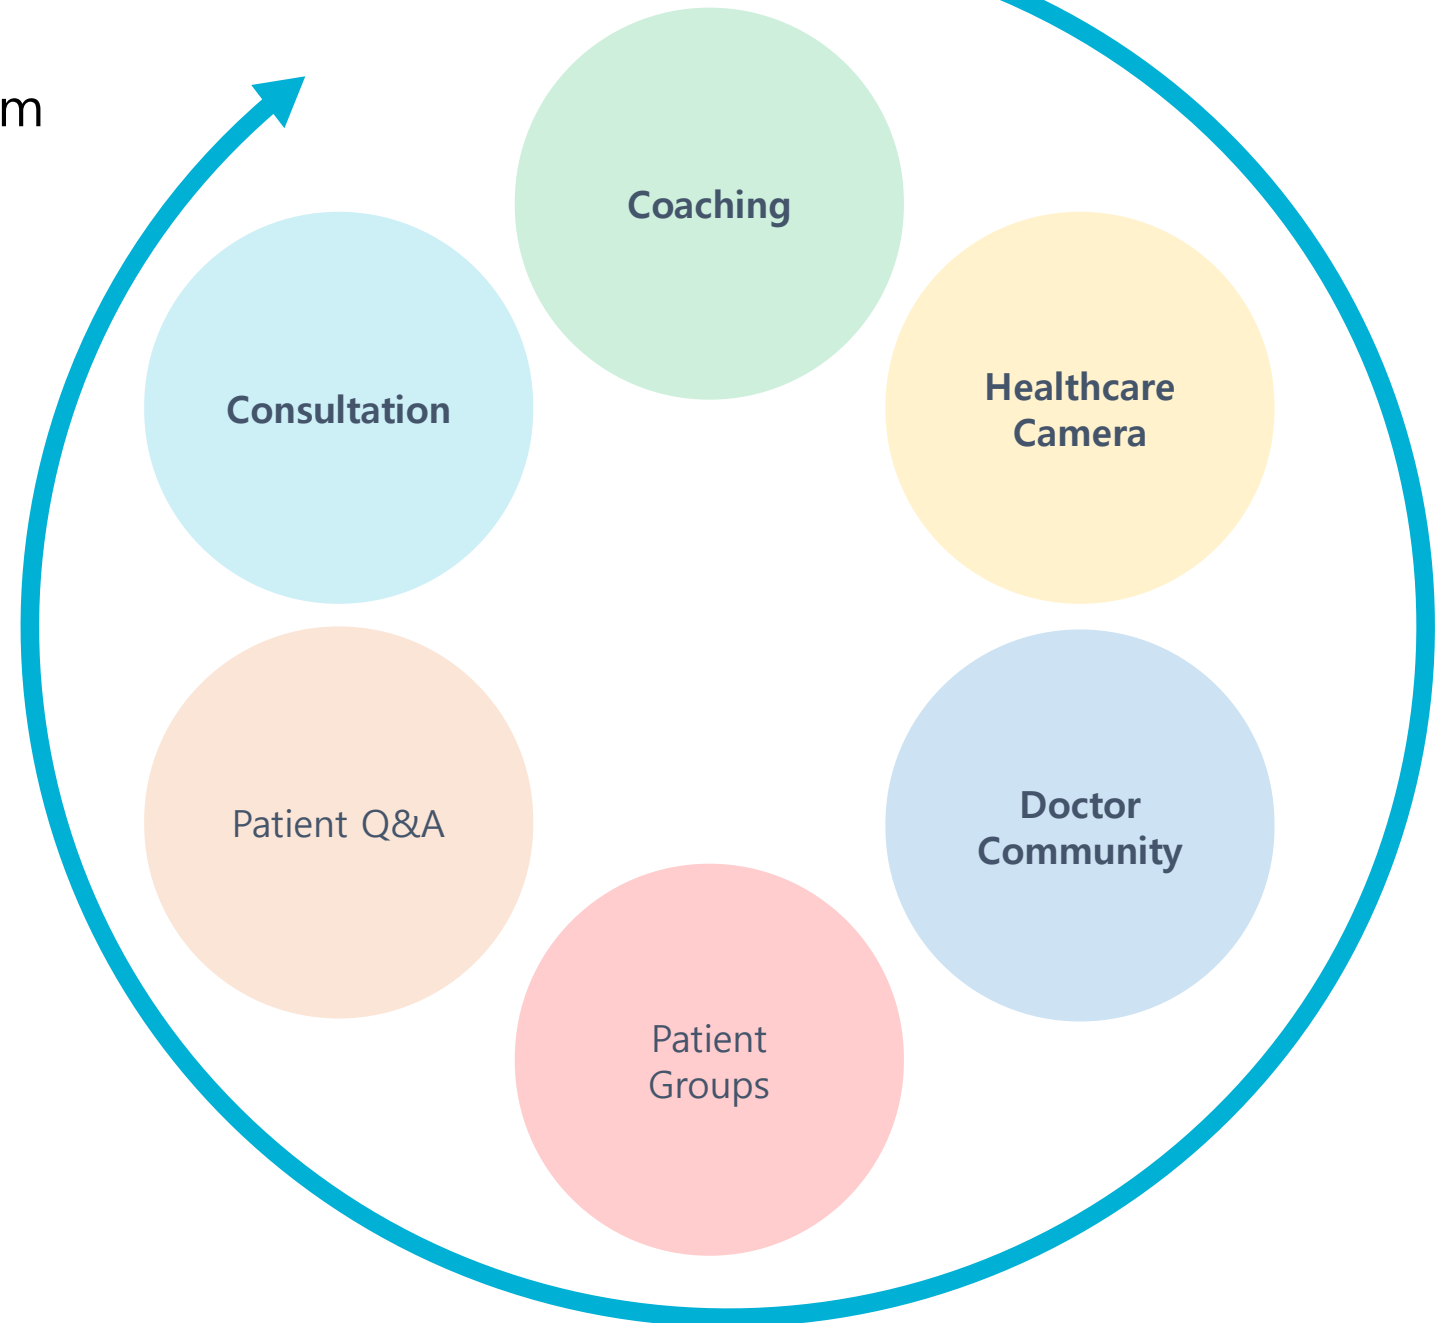 m
Coaching
Healthcare
Camera
Consultation
Doctor
Community
Patient Q&A
Patient
Groups